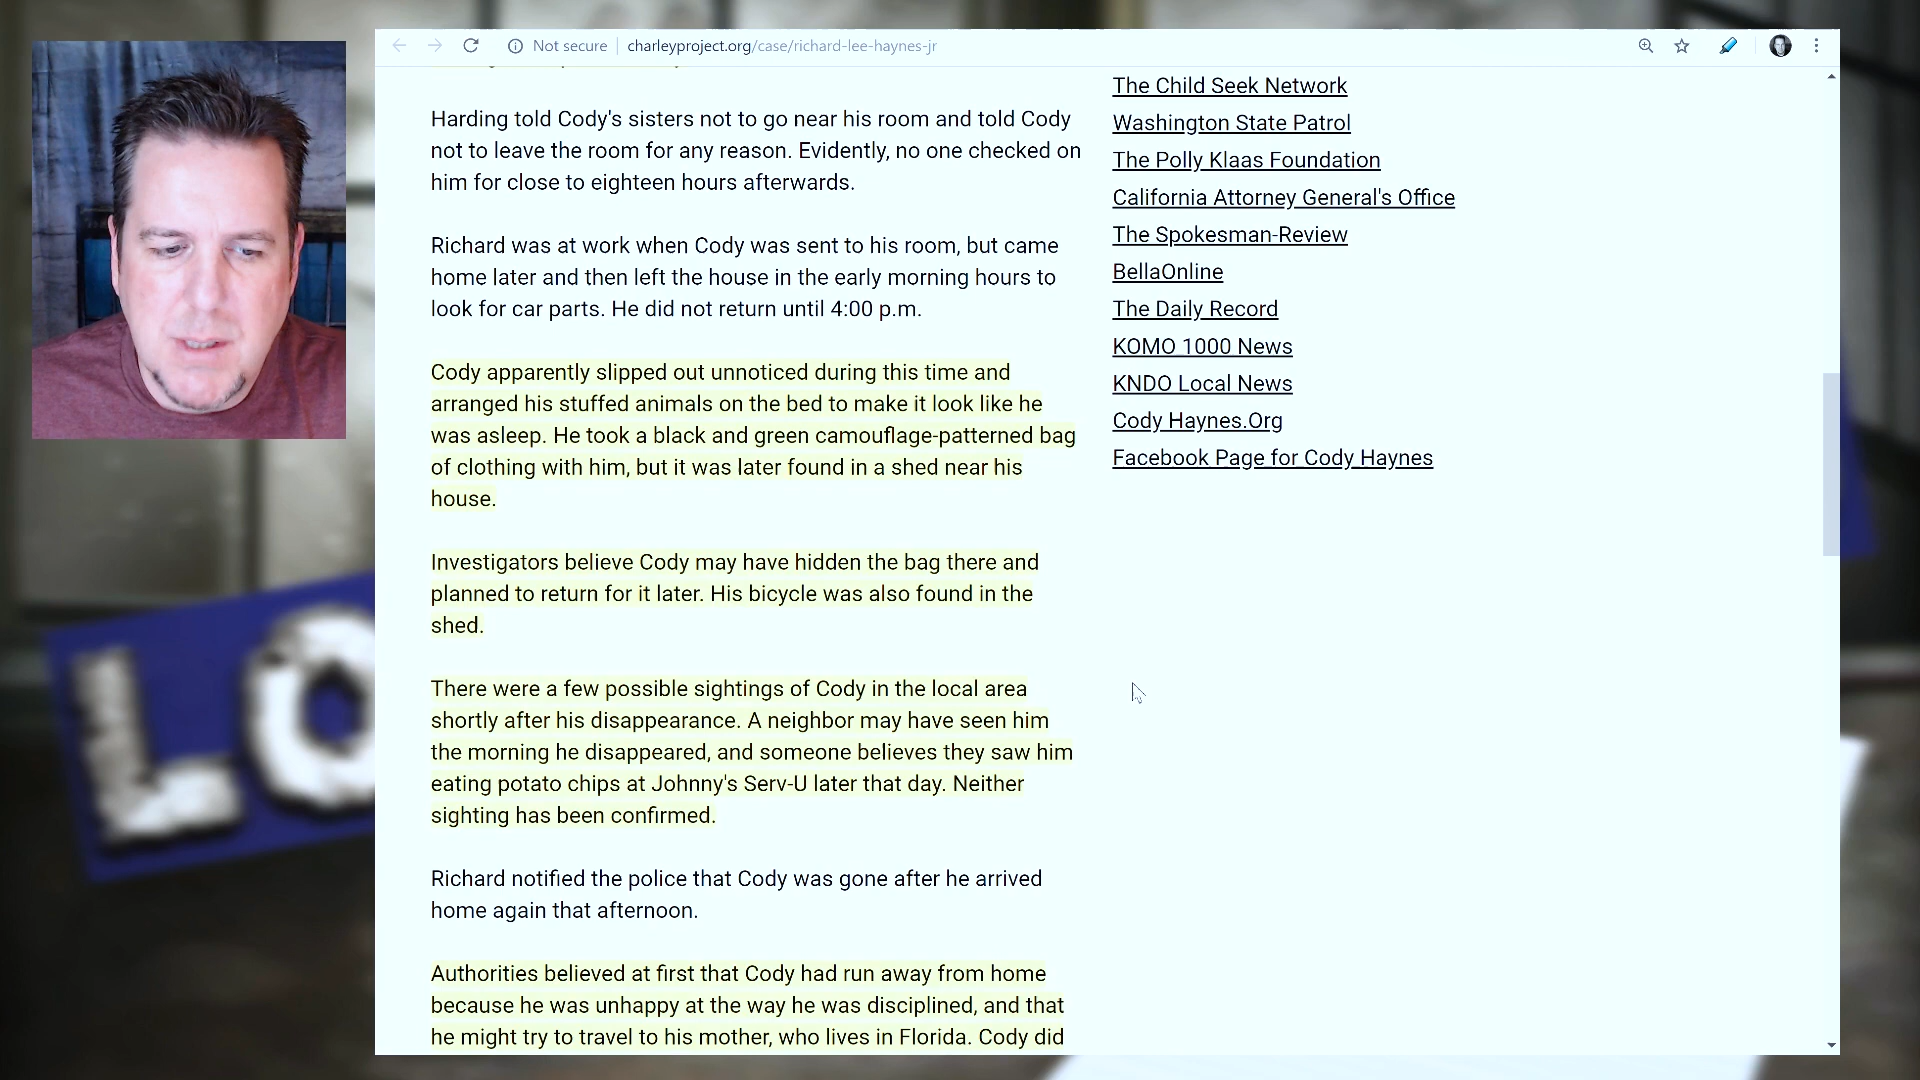 Not secure
charleyproject.org/case/richard-lee-haynes-jr
Harding told Cody's sisters not to go near his room and told Cody
not to leave the room for any reason. Evidently, no one checked on
him for close to eighteen hours afterwards.
Richard was at work when Cody was sent to his room, but came
home later and then left the house in the early morning hours to
look for car parts. He did not return until 4:00 p.m.
Cody apparently slipped out unnoticed during this time and
arranged his stuffed animals on the bed to make it look like he
was asleep. He took a black and green camouflage-patterned bag
of clothing with him, but it was later found in a shed near his
house.
Investigators believe Cody may have hidden the bag there and
planned to return for it later. His bicycle was also found in the
shed.
There were a few possible sightings of Cody in the local area
shortly after his disappearance. A neighbor may have seen him
the morning he disappeared, and someone believes they saw him
eating potato chips at Johnny's Serv-U later that day. Neither
sighting has been confirmed.
Richard notified the police that Cody was gone after he arrived
home again that afternoon.
Authorities believed at first that Cody had run away from home
because he was unhappy at the way he was disciplined, and that
he might try to travel to his mother, who lives in Florida. Cody did
The Child Seek Network
Washington State Patrol
The Polly Klaas Foundation
California Attorney General's Office
The Spokesman-Review
BellaOnline
The Daily Record
KOMO 1000 News
KNDO Local News
Cody Haynes.Org
Facebook Page for Cody Haynes
LO